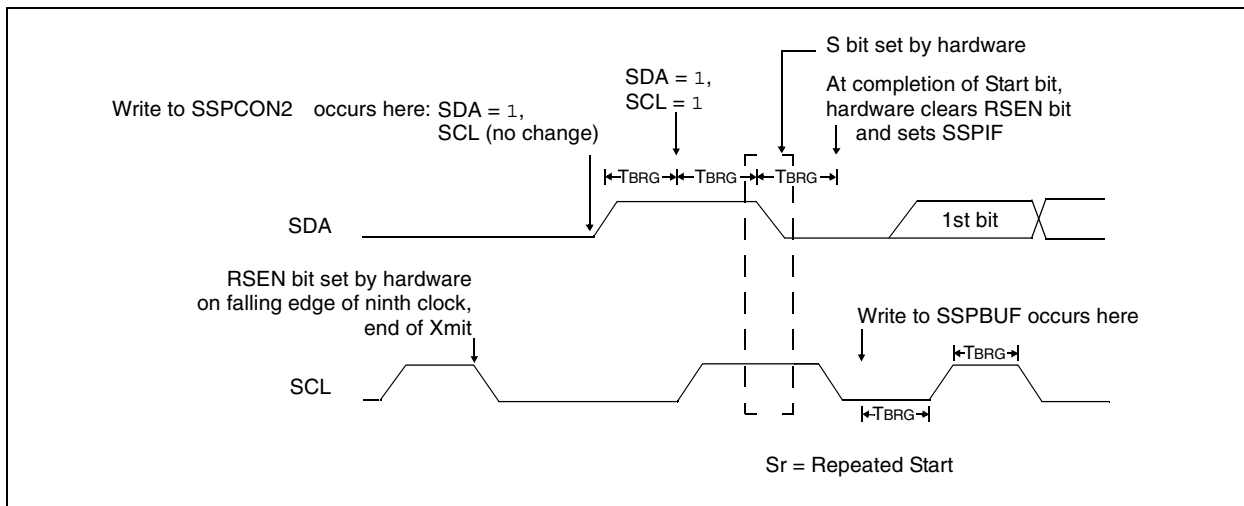 S bit set by hardware
SDA = 1,
SCL = 1
At completion of Start bit,
hardware clears RSEN bit
and sets SSPIF
Write to SSPCON2 occurs here: SDA = 1,
SCL (no change)
TBRG TBRG TBRG
SDA
1st bit
RSEN bit set by hardware
on falling edge of ninth clock,
end of Xmit
Write to SSPBUF occurs here
TBRG
SCL
TBRG
Sr = Repeated Start